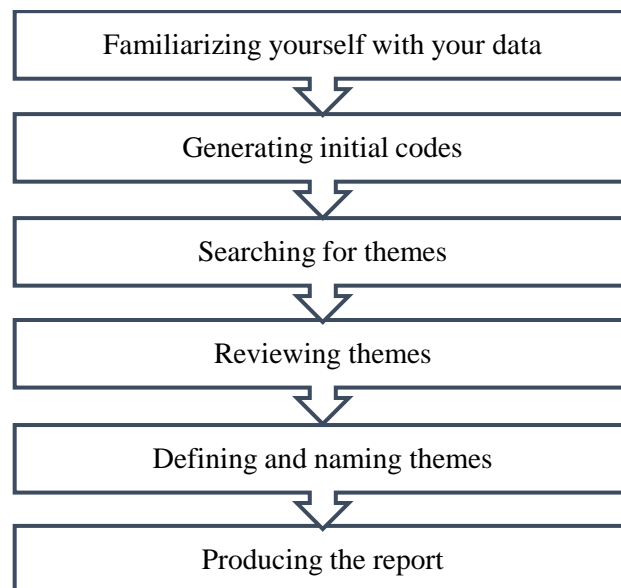 Familiarizing yourself with your data
Generating initial codes
Searching for themes
Reviewing themes
Defining and naming themes
Producing the report